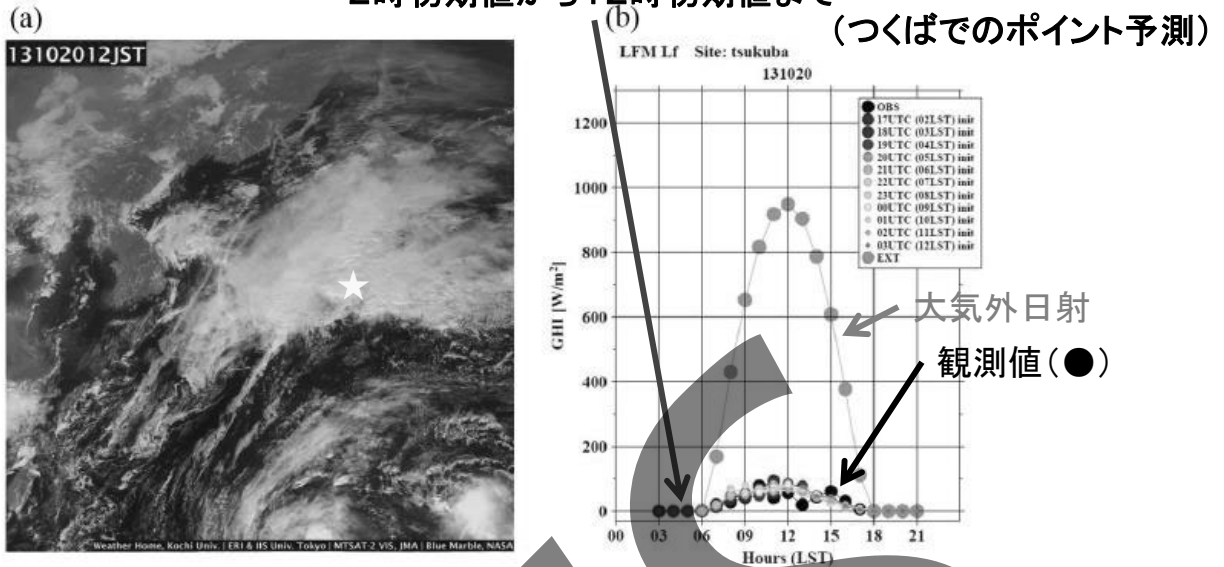 2時初期値から12時初期値まで
(a)
(b)
(つくばでのポイント予測)
13102012JST
LFM Lf Site: tsukuba
131020
OBS
17UTC (02LST) init
18UTC (03LST) init
19UTC (04LST) init
20UTC (05LST) init
21UTC (06LST) init
22UTC (07LST) init
23UTC (08LST) init
00UTC (09LST) init
01UTC (10LST) init
02UTC (11LST) init
03UTC (12LST) init
EXT
1200
1000
800
600
400
200
0
GHI [W/m²]
大気外日射
観測値(●)
00 03 06 09 12 15 18 21
Hours (LST)
Weather Home, Kochi Univ. | ERI & IIS Univ. Tokyo | MTSAT-2 VIS, JMA | Blue Marble, NASA